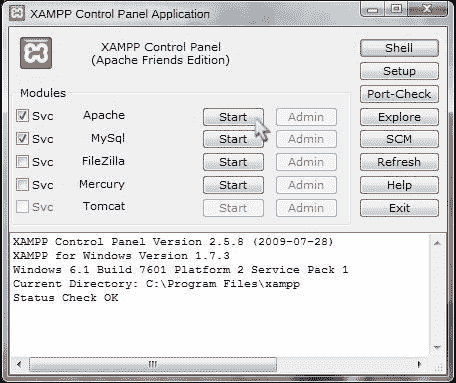 XAMPP Control Panel Application
XAMPP Control Panel
(Apache Friends Edition)
Shell
Setup
Modules
Port-Check
Svc Apache Start Admin Explore
Svc MySql Start Admin SCM
Svc FileZilla Start Admin Refresh
Svc Mercury Start Admin Help
Svc Tomcat Start Admin Exit
XAMPP Control Panel Version 2.5.8 (2009-07-28)
XAMPP for Windows Version 1.7.3
Windows 6.1 Build 7601 Platform 2 Service Pack 1
Current Directory: C:\Program Files\xampp
Status Check OK